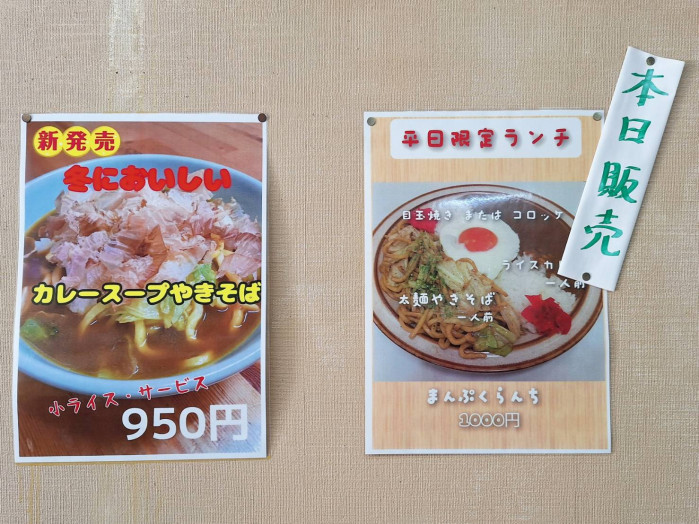 新発売
冬においしい
カレースープやきそば
小ライス・サービス
950円
平日限定ランチ
目玉焼き または コロッケ
ライスカ
一人前
太麺やきそば
一人前
まんぷくらんち
1000円
本日販売